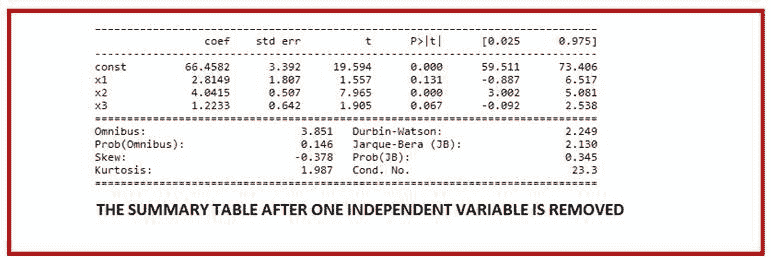 coef std err t P>|t| [0.025 0.975]
const 66.4582 3.392 19.594 0.000 59.511 73.406
x1 2.8149 1.807 1.557 0.131 -0.887 6.517
x2 4.0415 0.507 7.965 0.000 3.002 5.081
x3 1.2233 0.642 1.905 0.067 -0.092 2.538
Omnibus: 3.851 Durbin-Watson: 2.249
Prob(Omnibus): 0.146 Jarque-Bera (JB): 2.130
Skew: -0.378 Prob(JB): 0.345
Kurtosis: 1.987 Cond. No. 23.3
THE SUMMARY TABLE AFTER ONE INDEPENDENT VARIABLE IS REMOVED